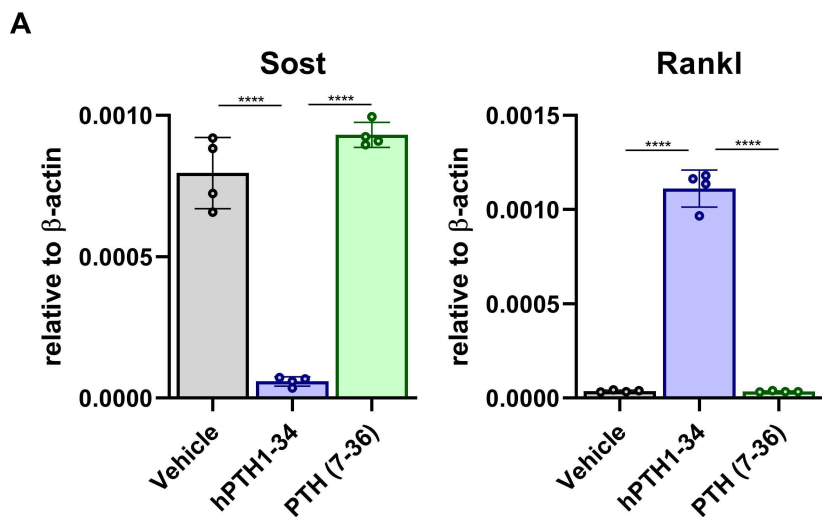 A
Sost
relative to β-actin
0.0010
0.0005
0.0000
****
****
Vehicle
hPTH1-34
PTH (7-36)
Rankl
relative to β-actin
0.0015
0.0010
0.0005
0.0000
****
****
Vehicle
hPTH1-34
PTH (7-36)